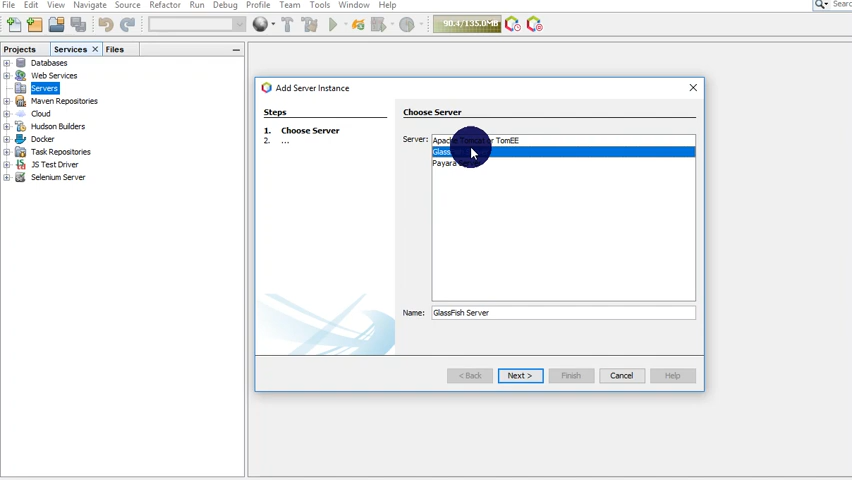 File Edit View Navigate Source Refactor Run Debug Profile Team Tools Window Help
90.4/135.0MB
Projects Services Files
Databases
Web Services
Servers
Maven Repositories
Cloud
Hudson Builders
Docker
Task Repositories
JS Test Driver
Selenium Server
Add Server Instance
Steps
1. Choose Server
2. ...
Choose Server
Server:
Apache Tomcat or TomEE
Payara Server
Name: GlassFish Server
< Back Next > Finish Cancel Help